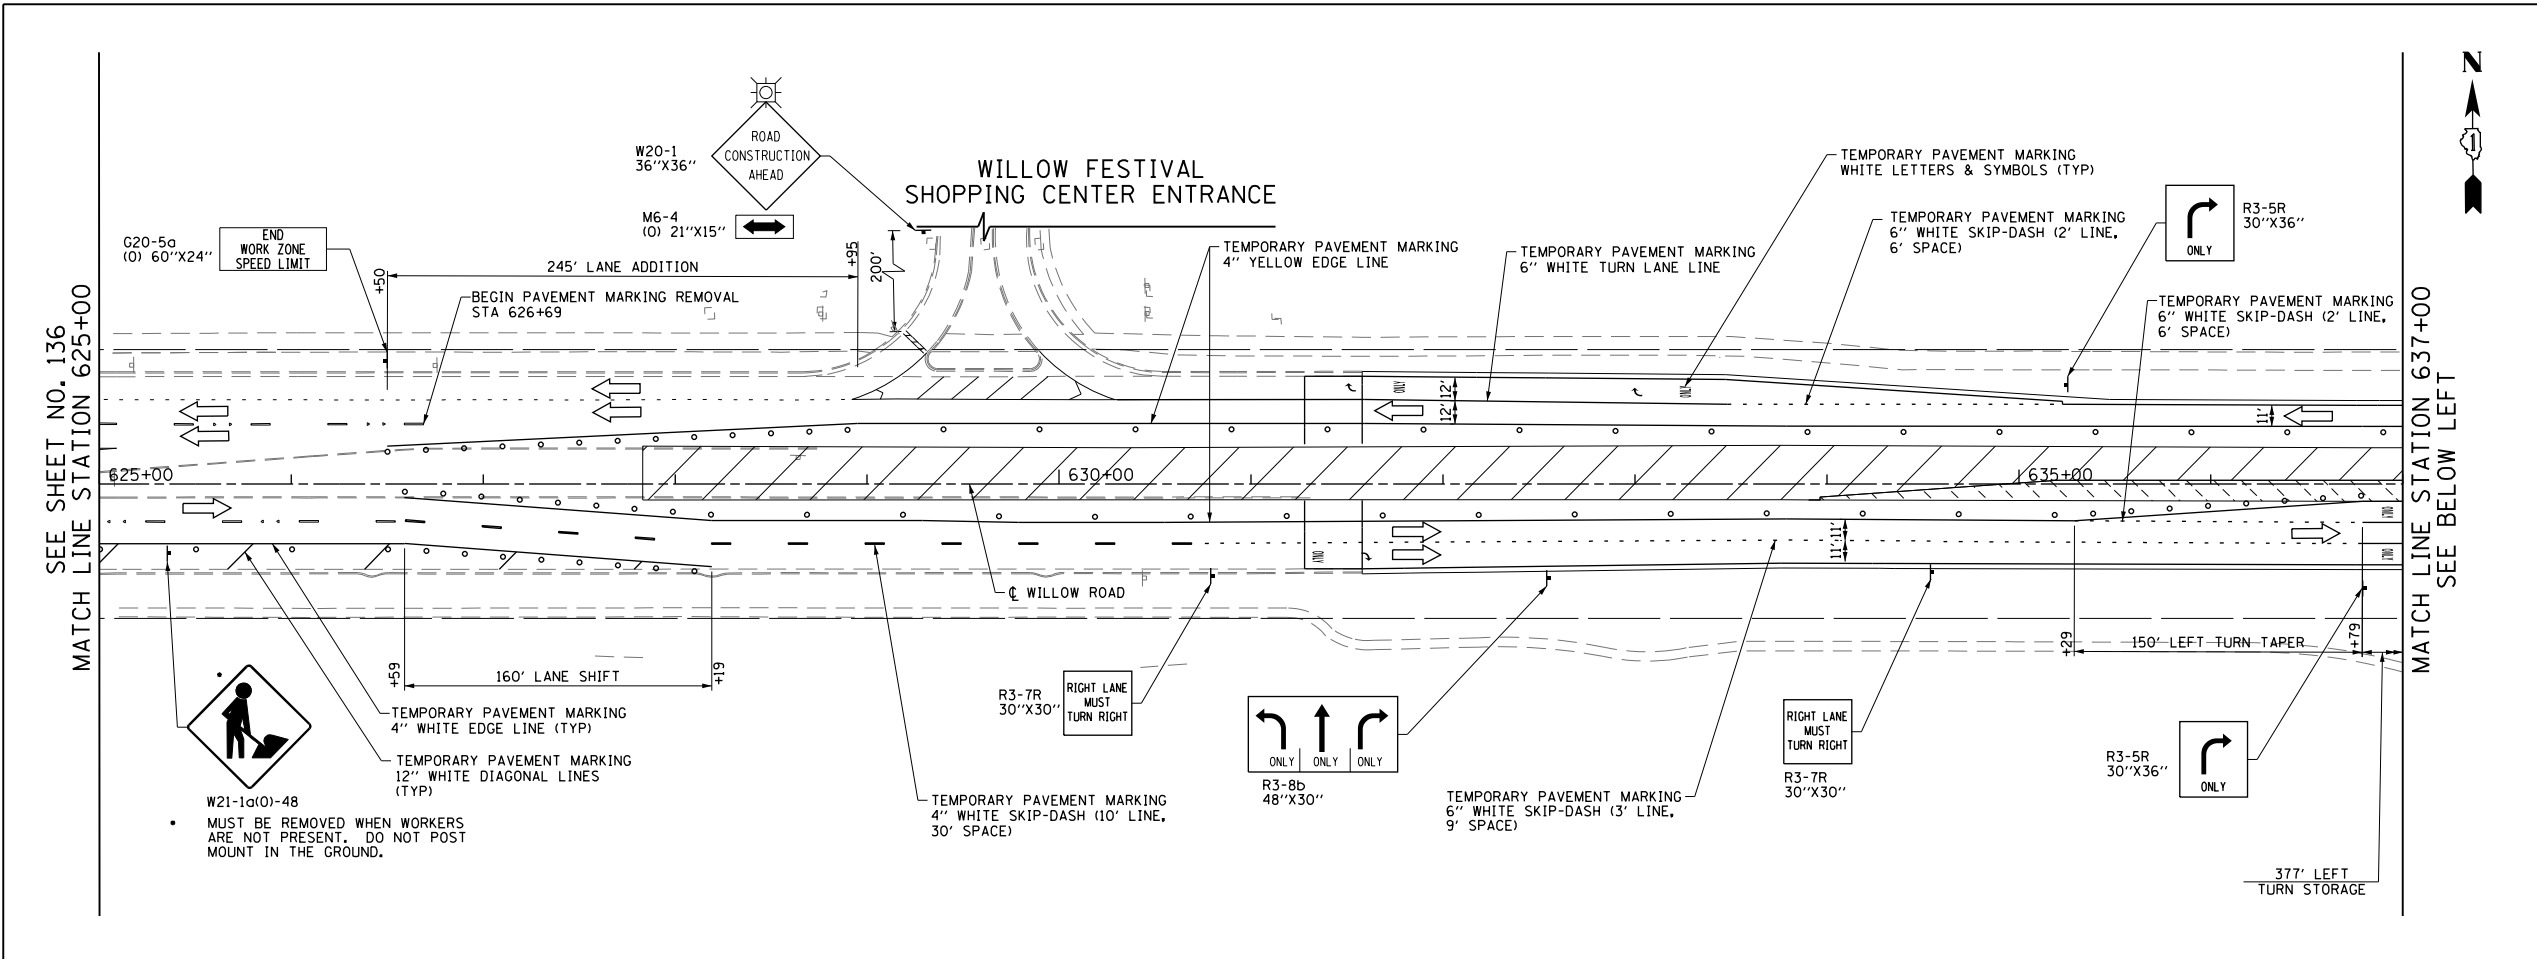 N
1
ROAD
CONSTRUCTION
AHEAD
W20-1
36''X36''
M6-4
(O) 21''X15''
WILLOW FESTIVAL
SHOPPING CENTER ENTRANCE
TEMPORARY PAVEMENT MARKING
WHITE LETTERS & SYMBOLS (TYP)
TEMPORARY PAVEMENT MARKING
6'' WHITE SKIP-DASH (2' LINE,
6' SPACE)
ONLY
R3-5R
30''X36''
G20-5a
(O) 60''X24''
END
WORK ZONE
SPEED LIMIT
+50
245' LANE ADDITION
+95
200'
TEMPORARY PAVEMENT MARKING
4'' YELLOW EDGE LINE
TEMPORARY PAVEMENT MARKING
6'' WHITE TURN LANE LINE
BEGIN PAVEMENT MARKING REMOVAL
STA 626+69
TEMPORARY PAVEMENT MARKING
6'' WHITE SKIP-DASH (2' LINE,
6' SPACE)
SEE SHEET NO. 136
MATCH LINE STATION 625+00
MATCH LINE STATION 637+00
SEE BELOW LEFT
ONLY
12'
12'
ONLY
11'
625+00
630+00
635+00
ONLY
11'
11'
ONLY
ONLY
℄ WILLOW ROAD
+59
160' LANE SHIFT
+19
+29
150' LEFT TURN TAPER
+79
TEMPORARY PAVEMENT MARKING
4'' WHITE EDGE LINE (TYP)
TEMPORARY PAVEMENT MARKING
12'' WHITE DIAGONAL LINES
(TYP)
W21-1a(O)-48
• MUST BE REMOVED WHEN WORKERS
ARE NOT PRESENT. DO NOT POST
MOUNT IN THE GROUND.
R3-7R
30''X30''
RIGHT LANE
MUST
TURN RIGHT
TEMPORARY PAVEMENT MARKING
4'' WHITE SKIP-DASH (10' LINE,
30' SPACE)
ONLY ONLY ONLY
R3-8b
48''X30''
TEMPORARY PAVEMENT MARKING
6'' WHITE SKIP-DASH (3' LINE,
9' SPACE)
RIGHT LANE
MUST
TURN RIGHT
R3-7R
30''X30''
R3-5R
30''X36''
ONLY
377' LEFT
TURN STORAGE